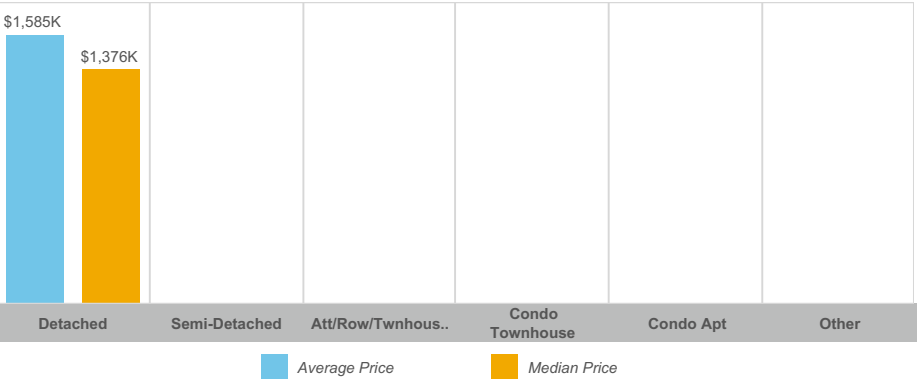 $1,585K
$1,376K
Detached
Semi-Detached
Att/Row/Twnhous..
Condo
Townhouse
Condo Apt
Other
Average Price
Median Price